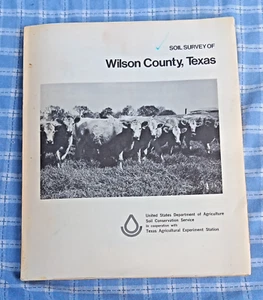 SOIL SURVEY OF
Wilson County, Texas
United States Department of Agriculture
Soil Conservation Service
In cooperation with
Texas Agricultural Experiment Station